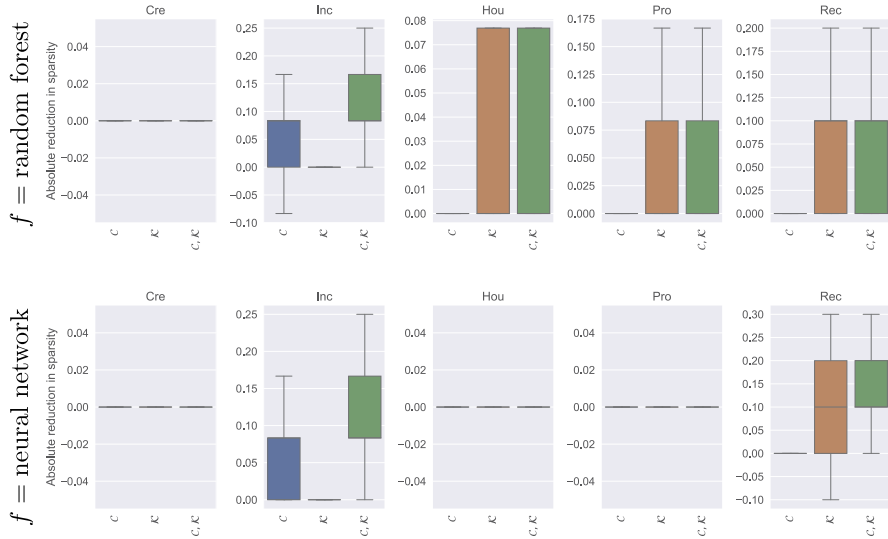 f = random forest
Cre Inc Hou Pro Rec
Absolute reduction in sparsity
0.04 0.02 0.00 −0.02 −0.04
0.25 0.20 0.15 0.10 0.05 0.00 −0.05 −0.10
0.08 0.07 0.06 0.05 0.04 0.03 0.02 0.01 0.00
0.175 0.150 0.125 0.100 0.075 0.050 0.025 0.000
0.200 0.175 0.150 0.125 0.100 0.075 0.050 0.025 0.000
C K C, K C K C, K C K C, K C K C, K C K C, K
f = neural network
Cre Inc Hou Pro Rec
Absolute reduction in sparsity
0.04 0.02 0.00 −0.02 −0.04
0.25 0.20 0.15 0.10 0.05 0.00
0.04 0.02 0.00 −0.02 −0.04
0.04 0.02 0.00 −0.02 −0.04
0.30 0.25 0.20 0.15 0.10 0.05 0.00 −0.05 −0.10
C K C, K C K C, K C K C, K C K C, K C K C, K